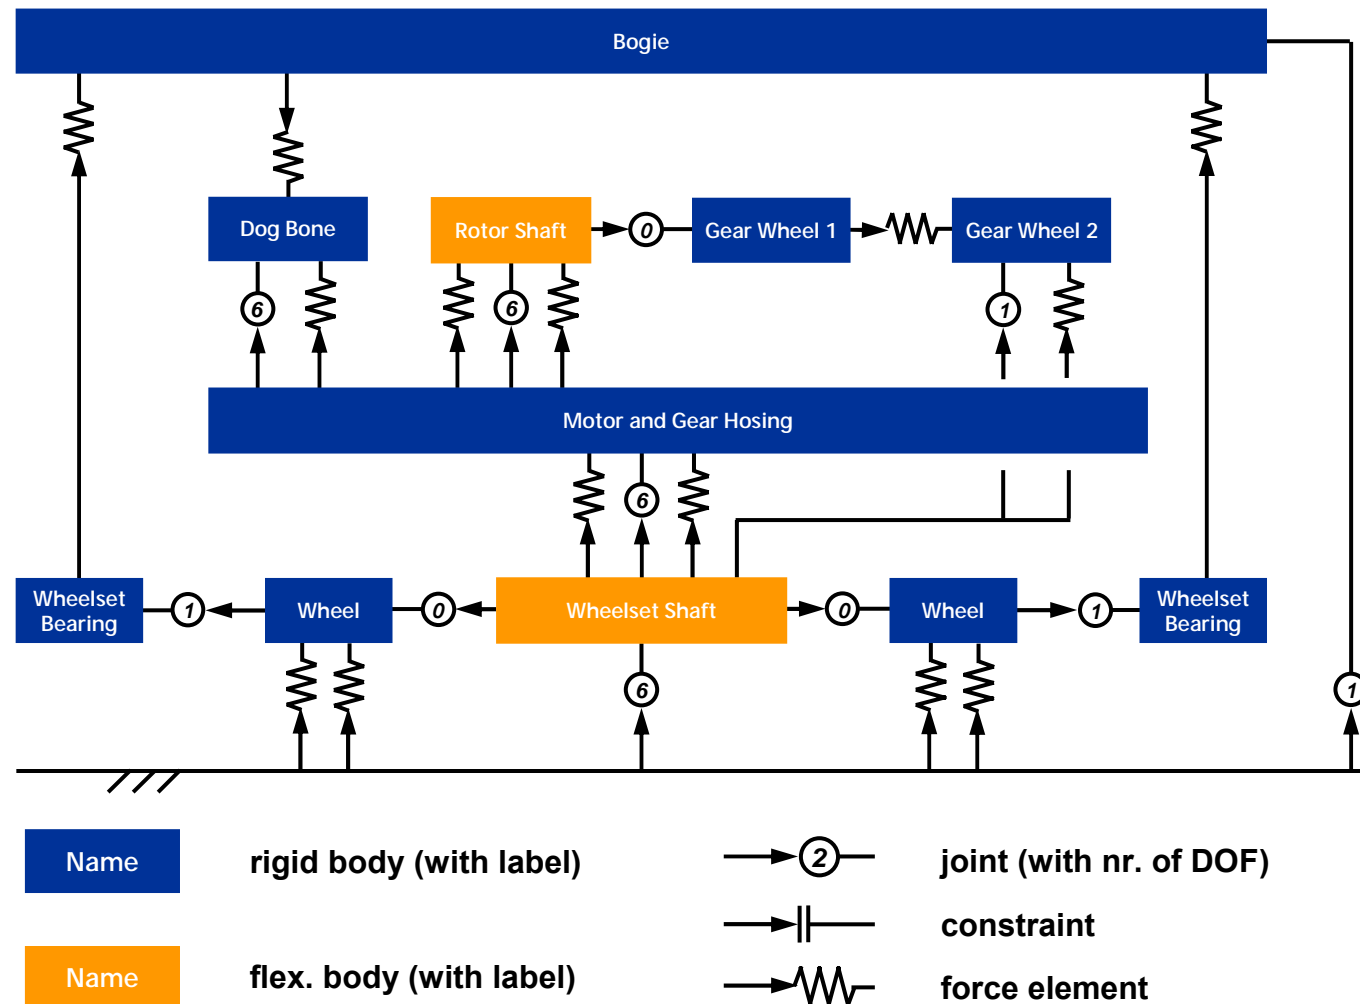 Bogie
Dog Bone
Rotor Shaft
0
Gear Wheel 1
Gear Wheel 2
6
6
1
Motor and Gear Hosing
6
Wheelset
Bearing
1
Wheel
0
Wheelset Shaft
0
Wheel
1
Wheelset
Bearing
6
1
Name
rigid body (with label)
2
joint (with nr. of DOF)
constraint
Name
flex. body (with label)
force element